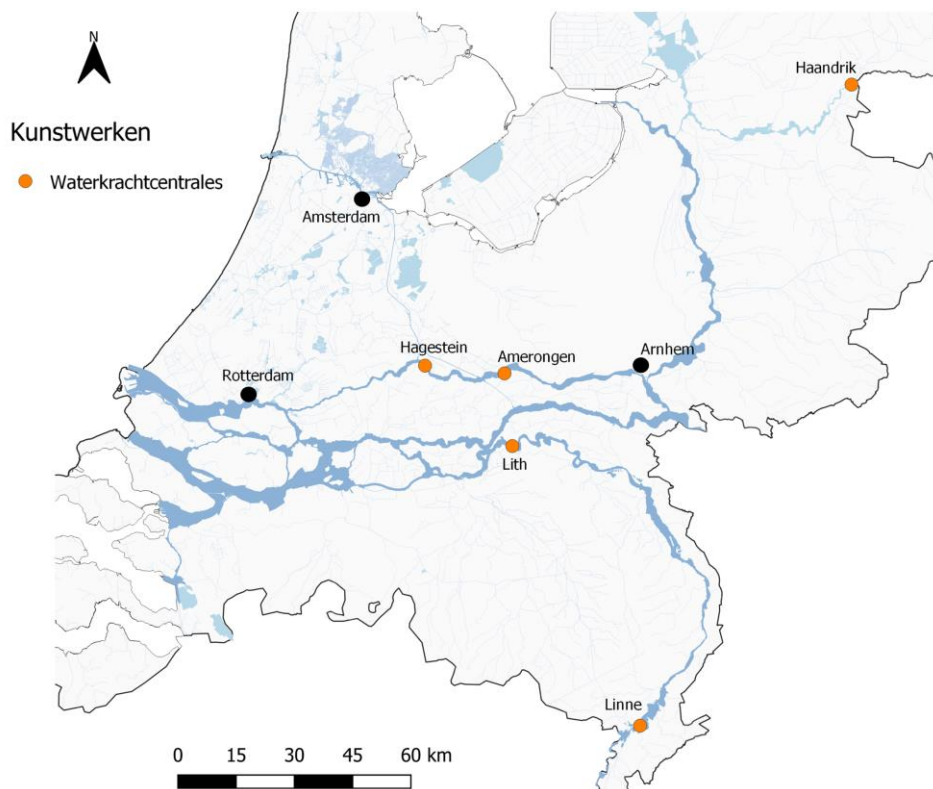 N
Haandrik
Kunstwerken
Waterkrachtcentrales
Amsterdam
Hagestein
Amerongen
Arnhem
Rotterdam
Lith
Linne
0 15 30 45 60 km